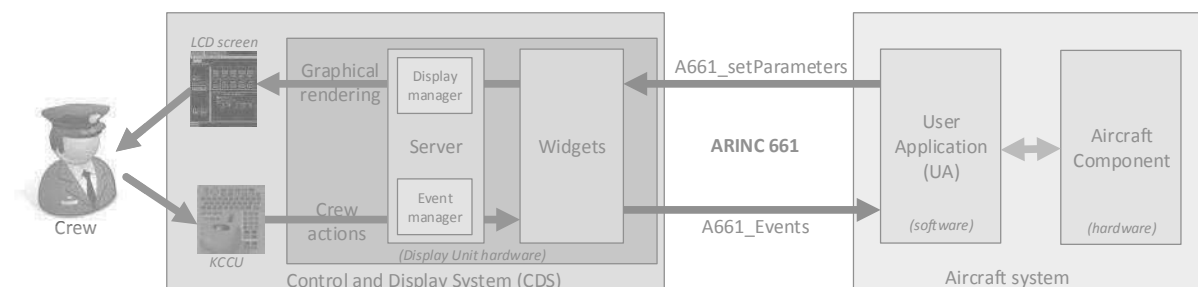 LCD screen
Graphical
rendering
Display
manager
Server
Event
manager
Widgets
Crew
actions
(Display Unit hardware)
KCCU
Crew
Control and Display System (CDS)
A661_setParameters
ARINC 661
A661_Events
User
Application
(UA)
(software)
Aircraft
Component
(hardware)
Aircraft system